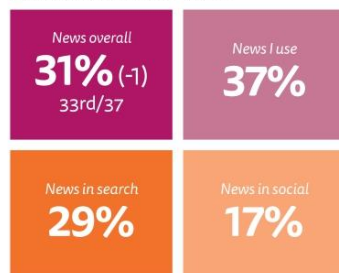 News overall
31% (-1)
33rd/37
News I use
37%
News in search
29%
News in social
17%